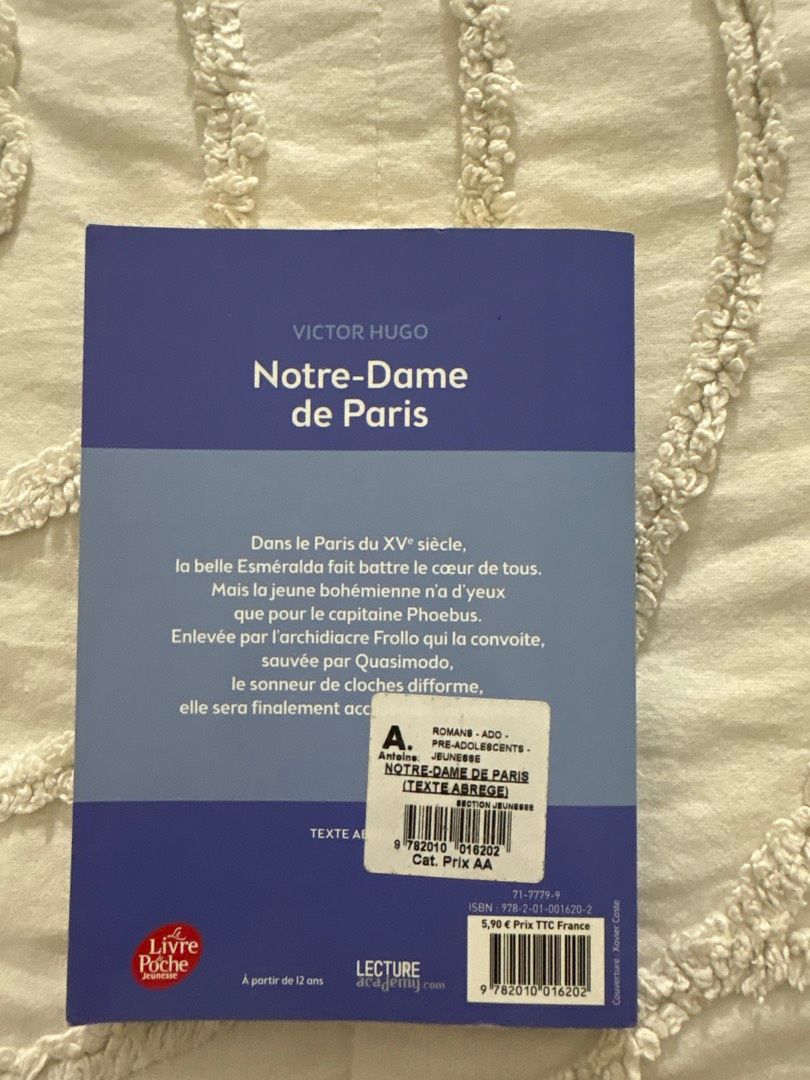 VICTOR HUGO
Notre-Dame
de Paris
Dans le Paris du XVe siècle,
la belle Esméralda fait battre le cœur de tous.
Mais la jeune bohémienne n'a d'yeux
que pour le capitaine Phoebus.
Enlevée par l'archidiacre Frollo qui la convoite,
sauvée par Quasimodo,
le sonneur de cloches difforme,
elle sera finalement
A.
Antoine.
ROMANS - ADO -
PRE-ADOLESCENTS -
JEUNESSE
NOTRE-DAME DE PARIS
(TEXTE ABREGE)
SECTION JEUNESSE
9 782010 016202
Cat. Prix AA
TEXTE
71-7779-9
ISBN : 978-2-01-001620-2
5,90 € Prix TTC France
9 782010 016202
Couverture : Xavier Coste
Le
Livre
de
Poche
Jeunesse
À partir de 12 ans
LECTURE
academy.com